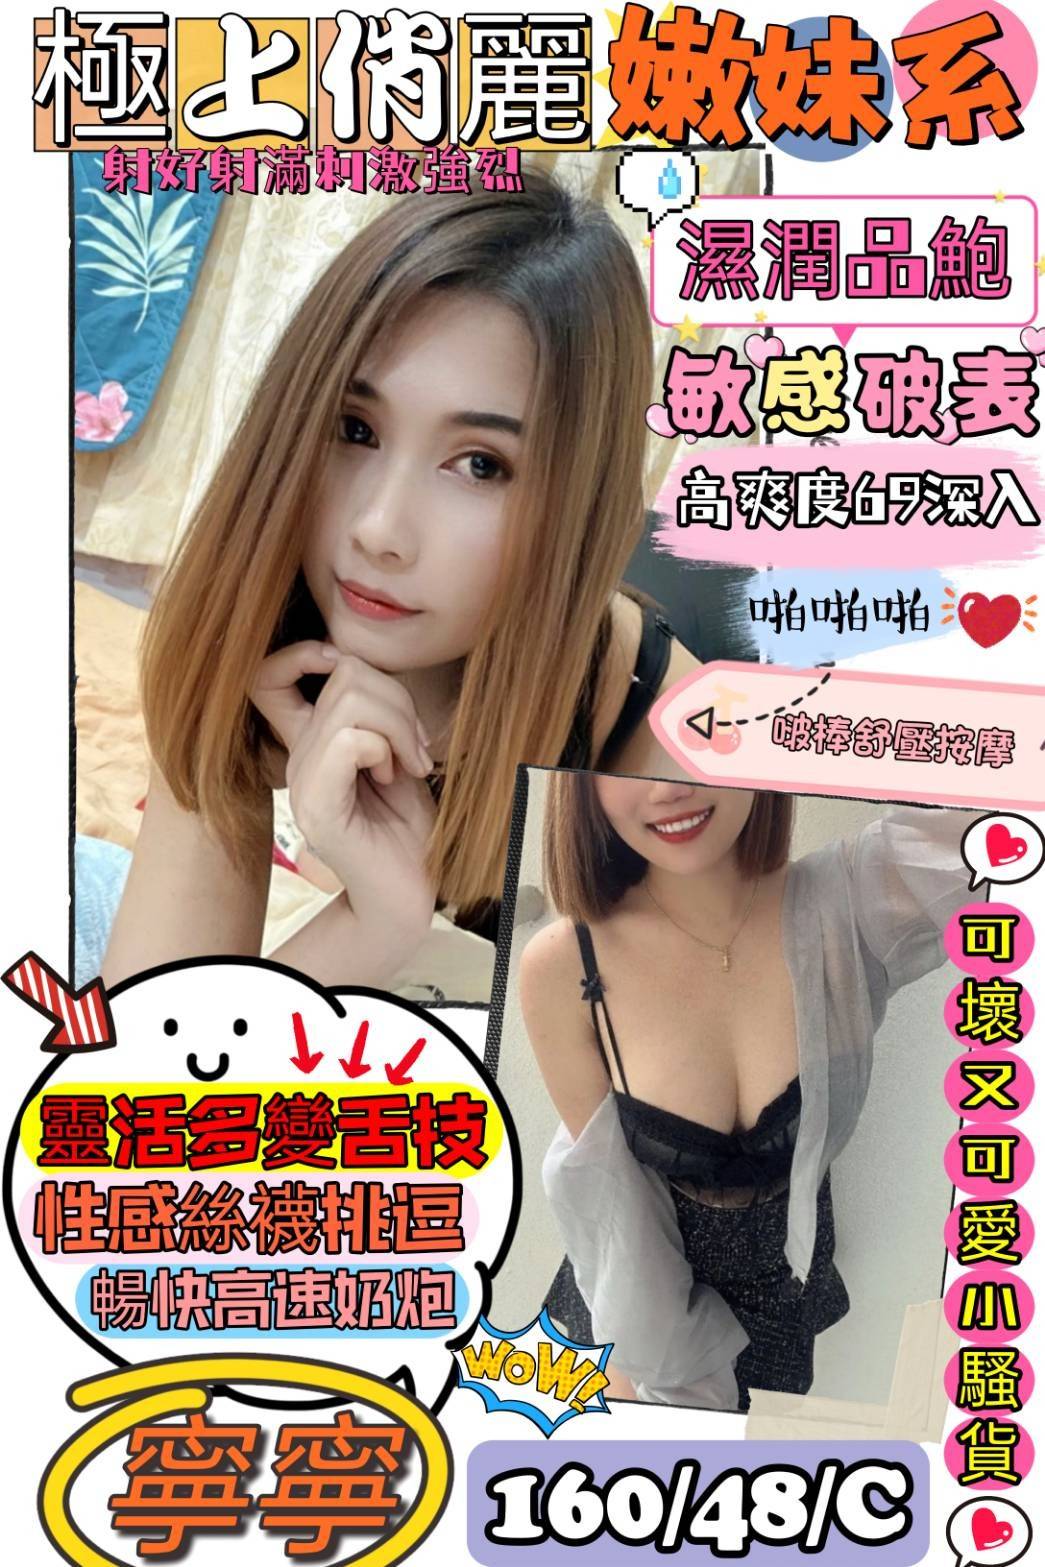 極上俏麗嫩妹系
射好射滿刺激強烈
濕潤品鮑
敏感破表
高爽度69深入
啪啪啪
啵棒舒壓按摩
可壞又可愛小騷貨
靈活多變舌技
性感絲襪挑逗
暢快高速奶炮
WOW!
寧寧
160/48/C